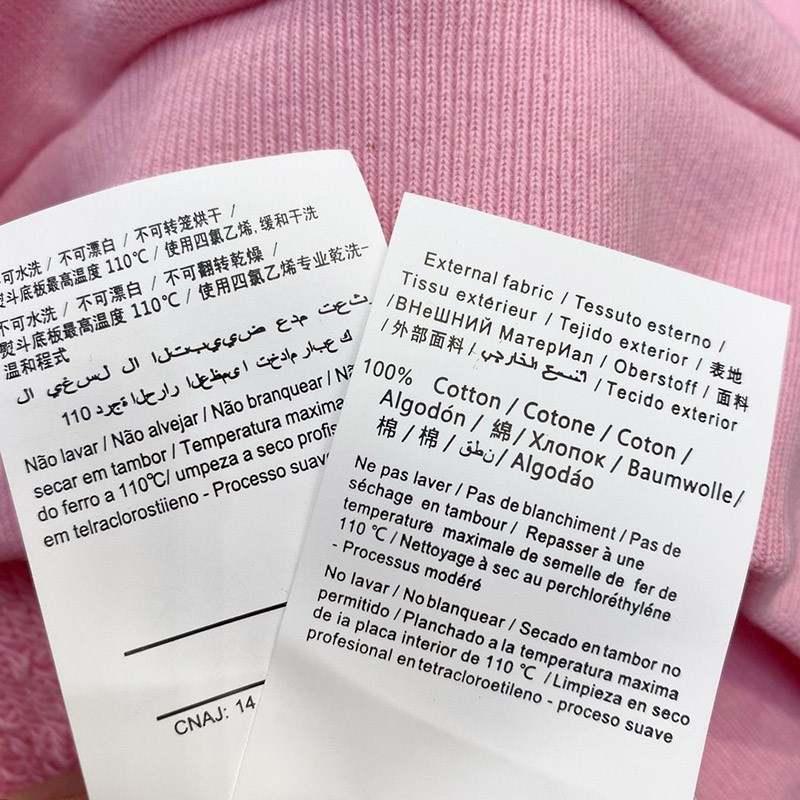 可水洗 / 不可漂白 / 不可转笼烘干 /
熨斗底板最高温度 110℃ / 使用四氯乙烯,缓和干洗
不可水洗 / 不可漂白 / 不可翻转乾燥 /
熨斗底板最高温度 110℃ / 使用四氯乙烯专业乾洗-
温和程式
110
Não lavar / Não alvejar / Não branquear /
secar em tambor / Temperatura maxima
do ferro a 110℃/ umpeza a seco profis
em telraclorostiieno - Processo suave
CNAJ: 14
External fabric / Tessuto esterno /
Tissu extérieur / Tejido exterior / 表地
/ВНеШНИЙ МатерИал / Oberstoff / 面料
/ 外部面料 / / Tecido exterior
100% Cotton / Cotone / Coton /
Algodón / 綿 / Хлопок / Baumwolle/
棉 / 棉 / قطن / Algodáo
Ne pas laver / Pas de blanchiment / Pas de
séchage en tambour / Repasser à une
temperature maximale de semelle de fer de
110 ℃ / Nettoyage à sec au perchloréthyléne
- Processus modéré
No lavar / No blanquear / Secado en tambor no
permitido / Planchado a la temperatura maxima
de ia placa interior de 110 ℃ / Limpieza en seco
profesional en tetracloroetileno - proceso suave